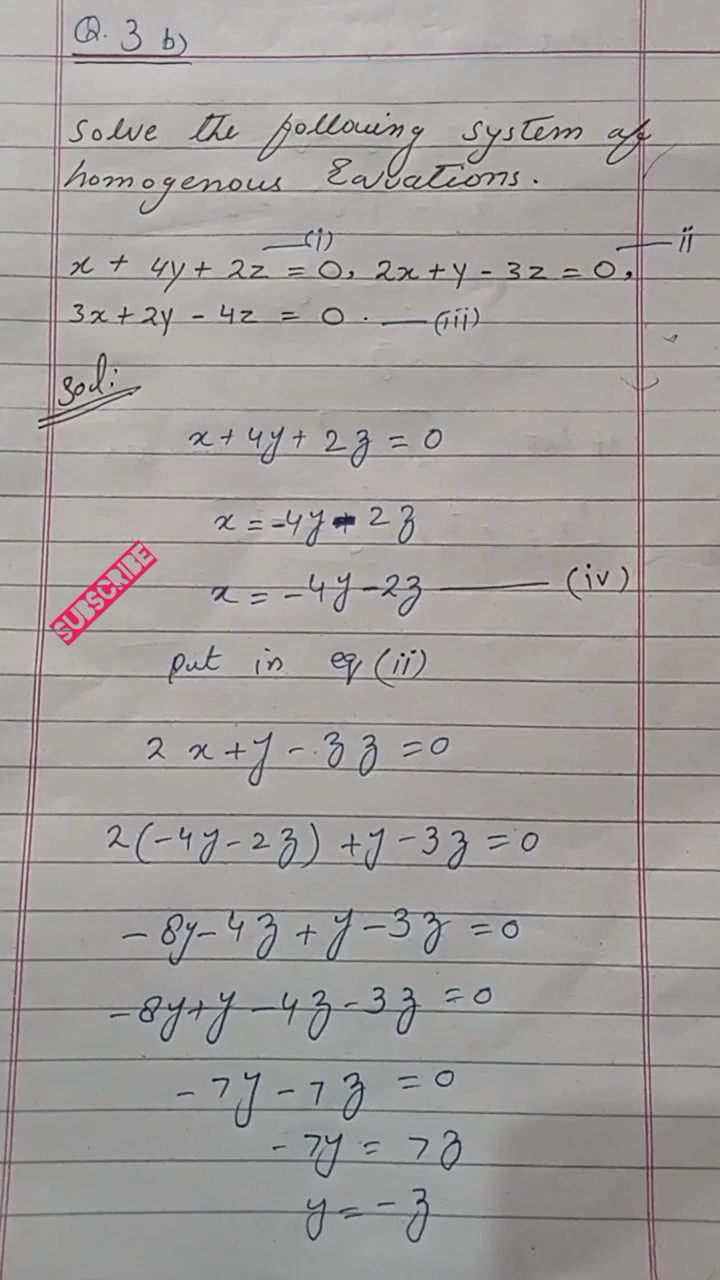 Q. 3 b)
Solve the following system of
homogenous Eauations.
x + 4y + 2z = 0, —(i) 2x + y - 3z = 0, — ii
3x + 2y - 4z = 0 . — (iii)
Sol:
x + 4y + 2z = 0
x = -4y - 2z
x = -4y - 2z ——— (iv)
SUBSCRIBE
put in eq (ii)
2 x + y - 3z = 0
2(-4y - 2z) + y - 3z = 0
- 8y - 4z + y - 3z = 0
- 8y + y - 4z - 3z = 0
- 7y - 7z = 0
- 7y = 7z
y = - z